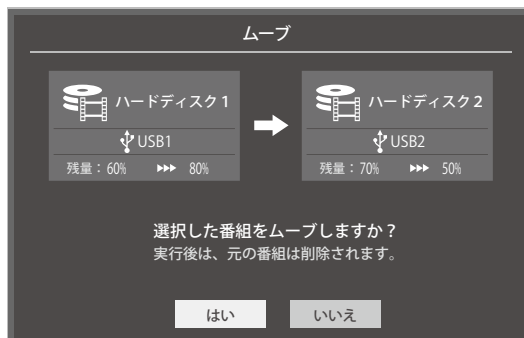 ムーブ
ハードディスク1
USB1
残量：60% ▸▸▸ 80%
ハードディスク2
USB2
残量：70% ▸▸▸ 50%
選択した番組をムーブしますか？
実行後は、元の番組は削除されます。
はい
いいえ